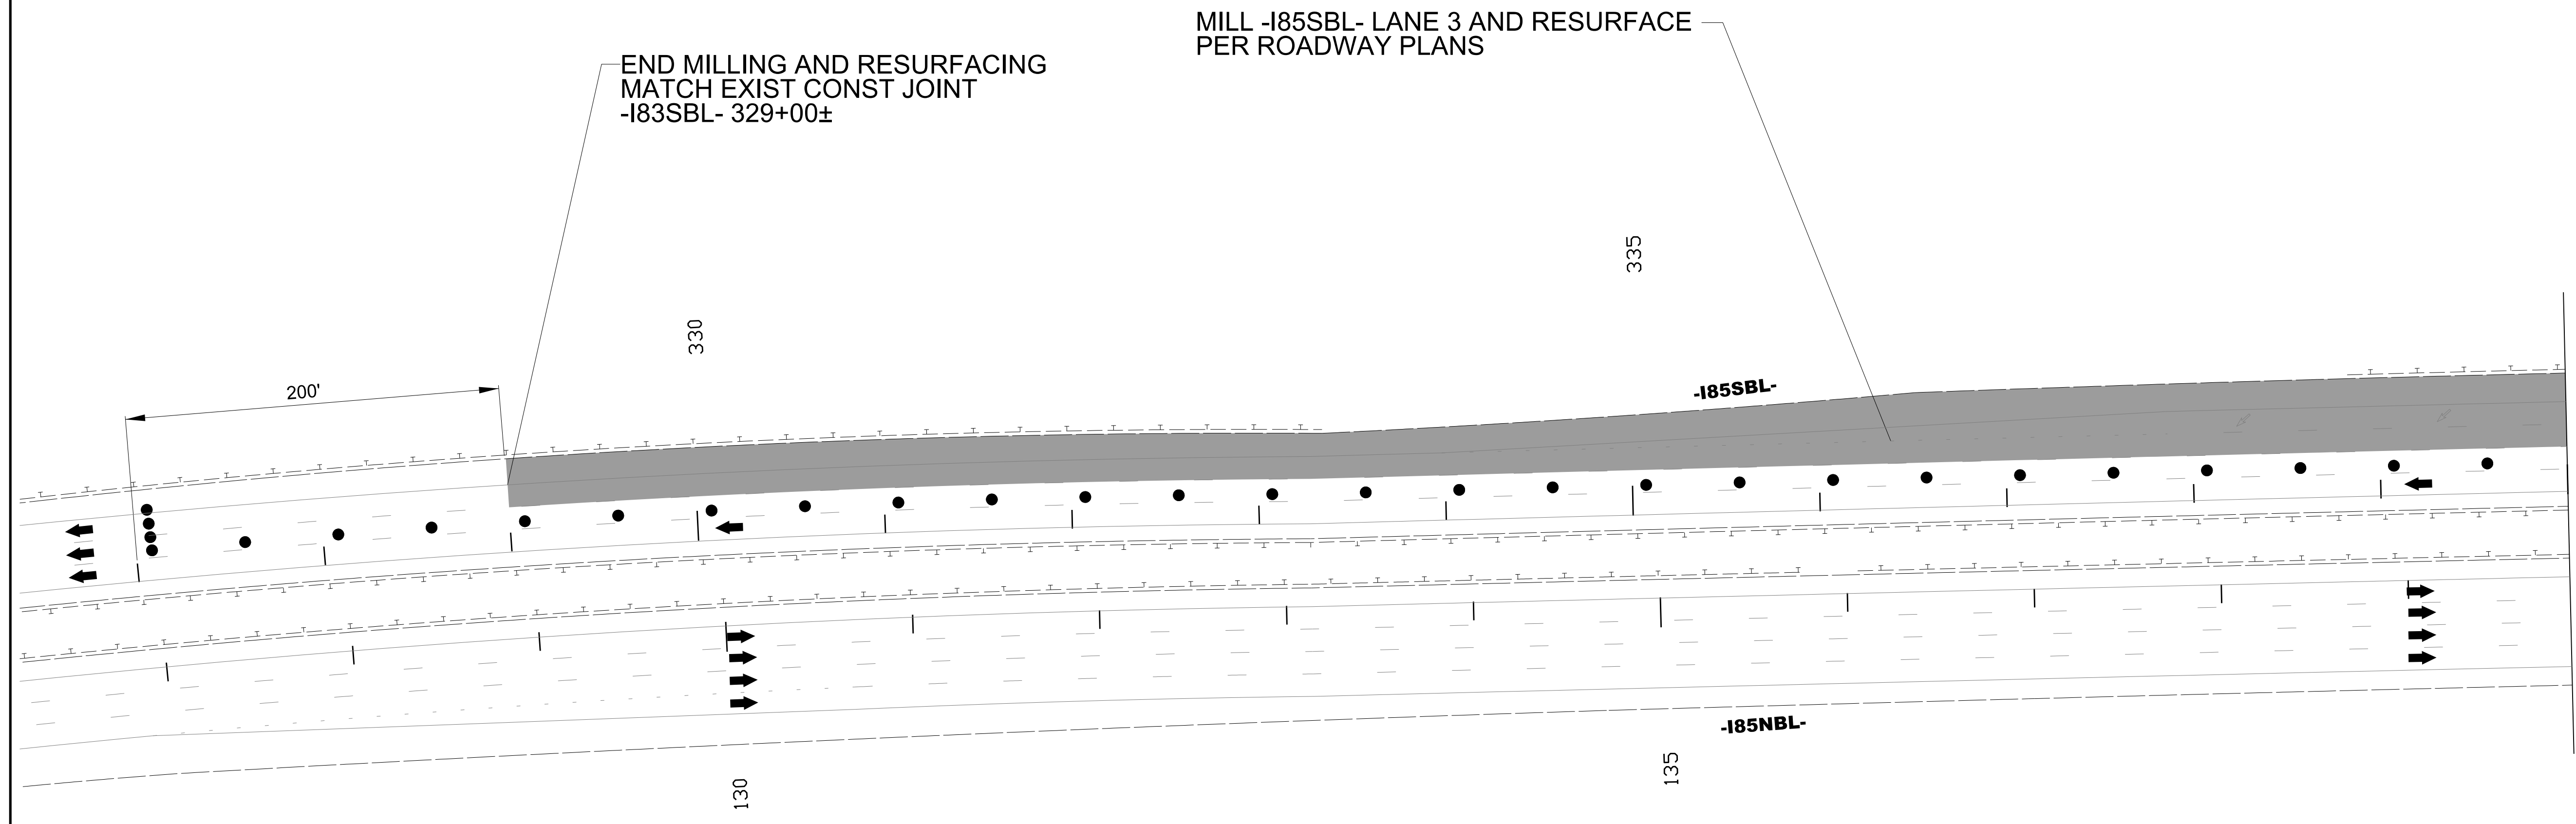 MILL -I85SBL- LANE 3 AND RESURFACE
PER ROADWAY PLANS
END MILLING AND RESURFACING
MATCH EXIST CONST JOINT
-I83SBL- 329+00±
335
330
200'
-I85SBL-
-I85NBL-
130
135